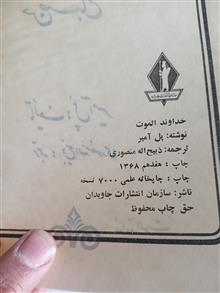 خداوند الموت
نوشته: پل آمیر
ترجمه: ذبیح‌اله منصوری
چاپ: هفدهم ۱۳۶۸
چاپ: چاپخانه علمی ۷۰۰۰ نسخه
ناشر: سازمان انتشارات جاویدان
حق چاپ محفوظ